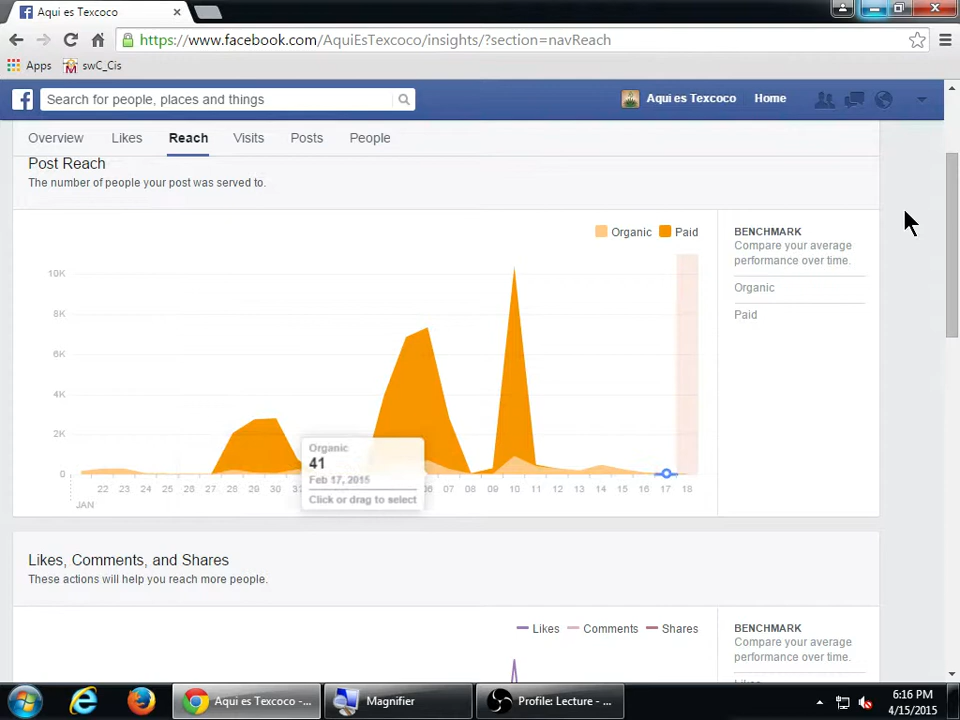 Aqui es Texcoco
https://www.facebook.com/AquiEsTexcoco/insights/?section=navReach
Apps swC_Cis
Search for people, places and things
Aqui es Texcoco Home
Overview Likes Reach Visits Posts People
Post Reach
The number of people your post was served to.
Organic Paid
BENCHMARK
Compare your average
performance over time.
Organic
Paid
10K
8K
6K
4K
2K
0
Organic
41
Feb 17, 2015
Click or drag to select
22 23 24 25 26 27 28 29 30 07 08 09 10 11 12 13 14 15 16 17 18
JAN
Likes, Comments, and Shares
These actions will help you reach more people.
Likes Comments Shares
BENCHMARK
Compare your average
performance over time.
Aqui es Texcoco -...
Magnifier
Profile: Lecture - ...
6:16 PM
4/15/2015